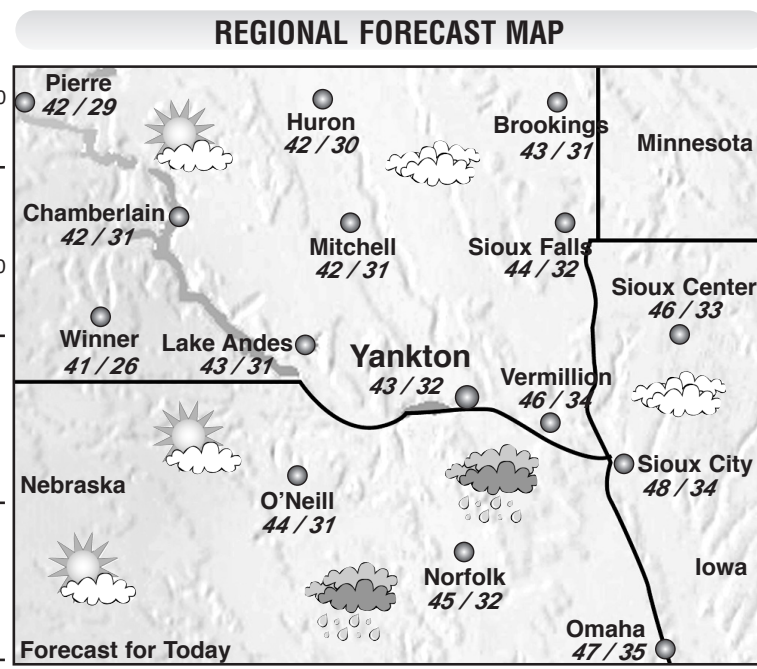 REGIONAL FORECAST MAP
Pierre
42 / 29
Huron
42 / 30
Brookings
43 / 31
Minnesota
Chamberlain
42 / 31
Mitchell
42 / 31
Sioux Falls
44 / 32
Sioux Center
46 / 33
Winner
41 / 26
Lake Andes
43 / 31
Yankton
43 / 32
Vermillion
46 / 34
Nebraska
O'Neill
44 / 31
Sioux City
48 / 34
Norfolk
45 / 32
Iowa
Omaha
47 / 35
Forecast for Today